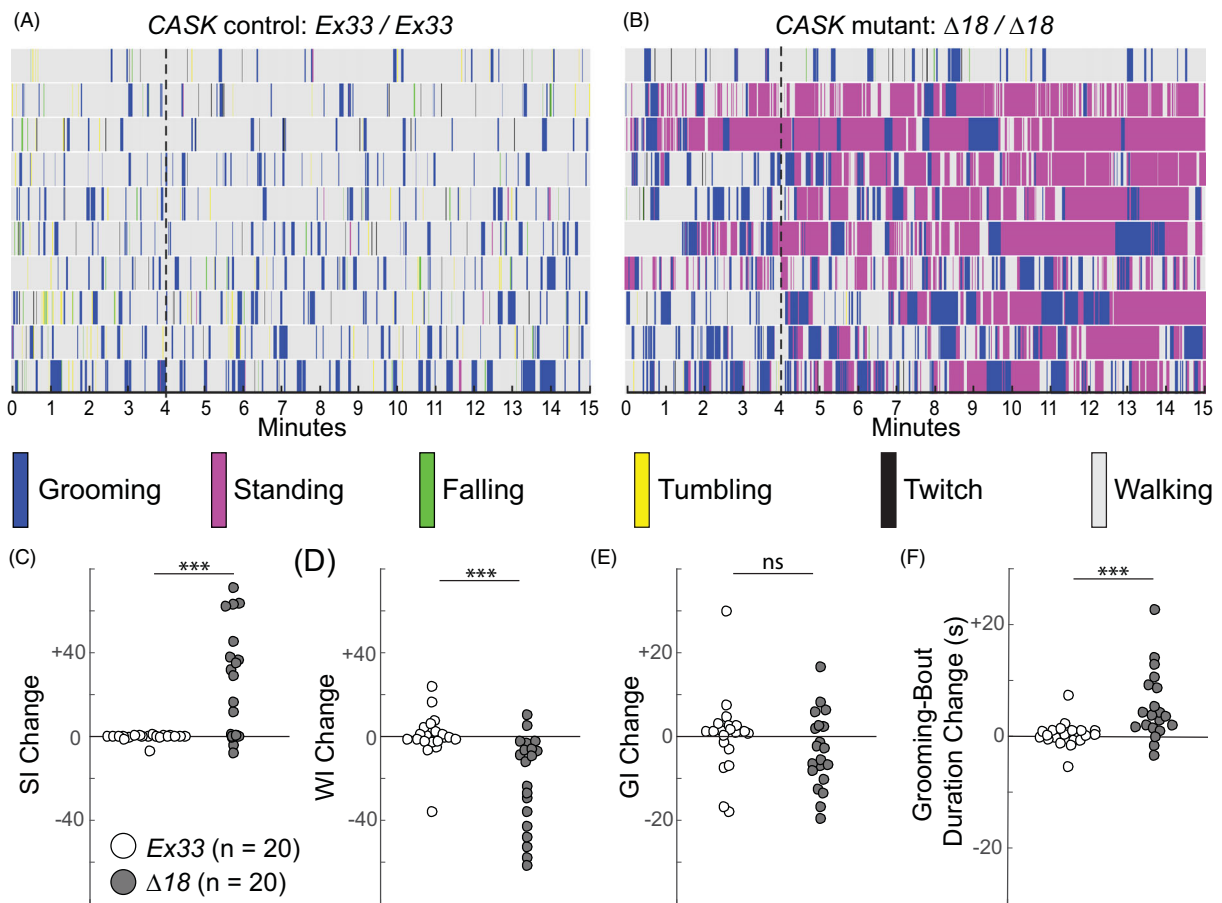 (A) CASK control: Ex33 / Ex33
(B) CASK mutant: Δ18 / Δ18
0 1 2 3 4 5 6 7 8 9 10 11 12 13 14 15
Minutes
0 1 2 3 4 5 6 7 8 9 10 11 12 13 14 15
Minutes
Grooming
Standing
Falling
Tumbling
Twitch
Walking
(C)
***
SI Change
+40
0
-40
Ex33 (n = 20)
Δ18 (n = 20)
(D)
***
WI Change
+40
0
-40
(E)
ns
GI Change
+20
0
-20
(F)
***
Grooming-Bout
Duration Change (s)
+20
0
-20